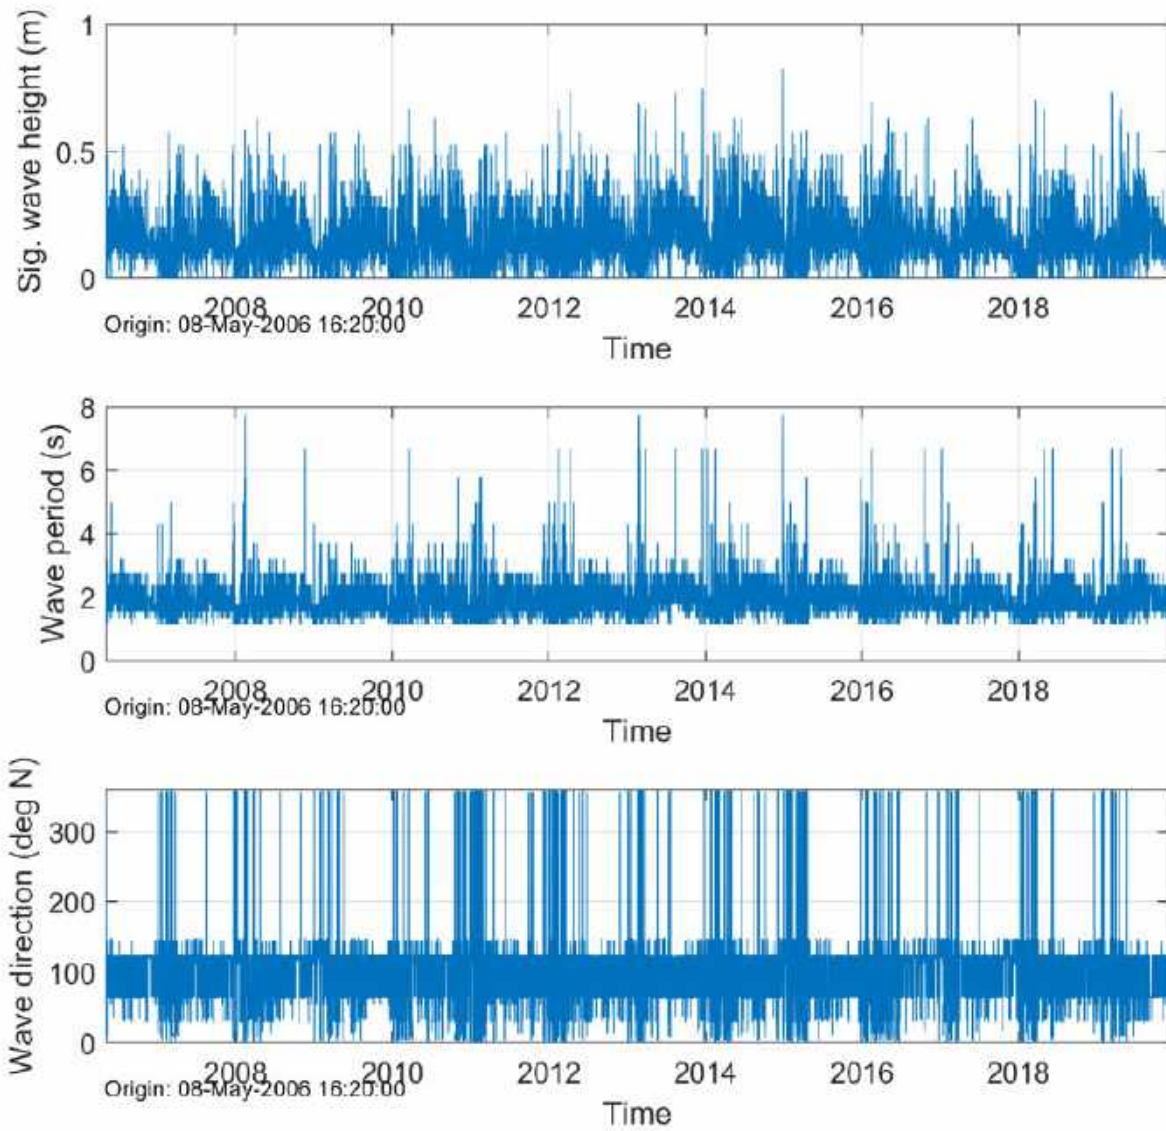 Sig. wave height (m)
1
0.5
0
2008 2010 2012 2014 2016 2018
Origin: 08-May-2006 16:20:00
Time
Wave period (s)
8
6
4
2
0
2008 2010 2012 2014 2016 2018
Origin: 08-May-2006 16:20:00
Time
Wave direction (deg N)
300
200
100
0
2008 2010 2012 2014 2016 2018
Origin: 08-May-2006 16:20:00
Time